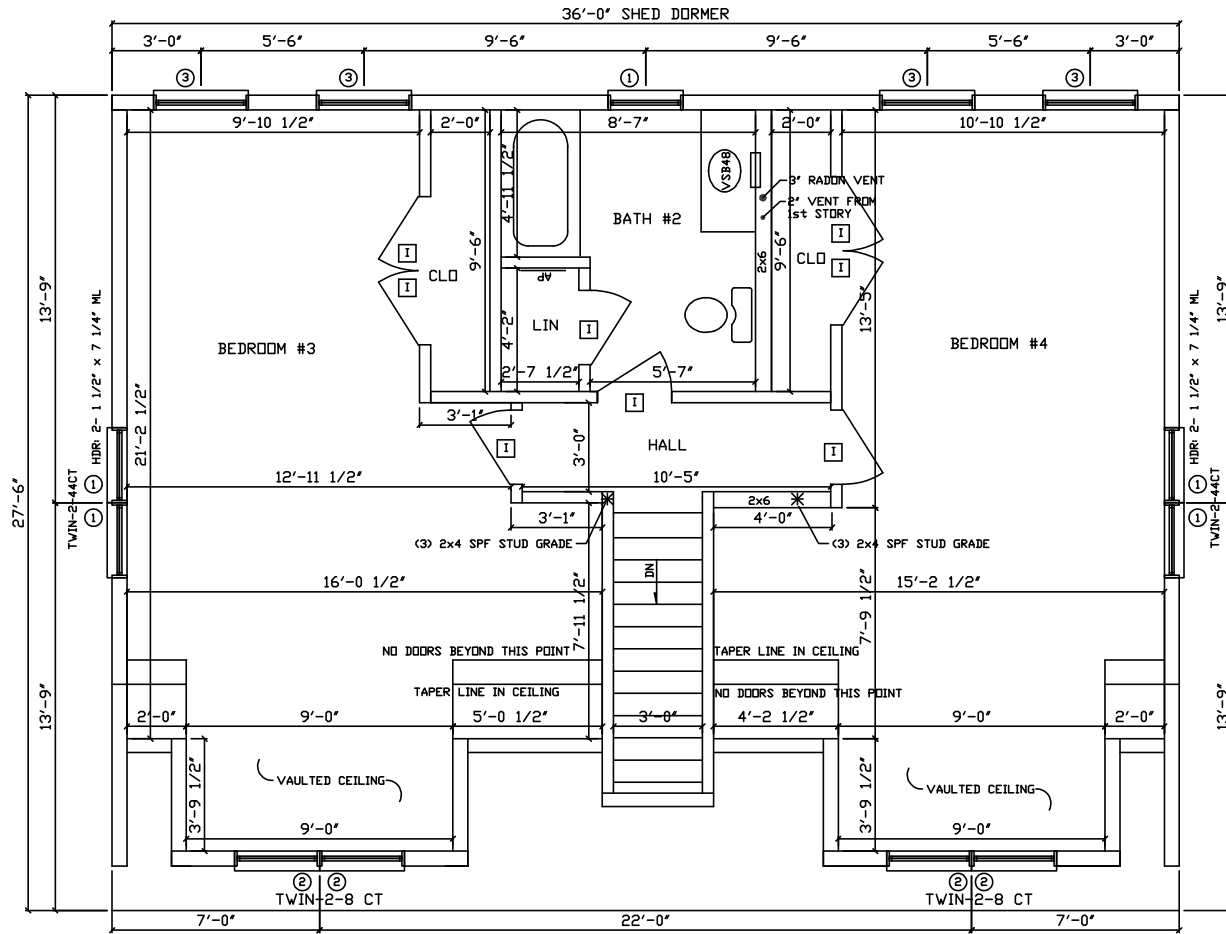 36'-0" SHED DORMER
3'-0"
5'-6"
9'-6"
9'-6"
5'-6"
3'-0"
3
3
1
3
3
9'-10 1/2"
2'-0"
8'-7"
2'-0"
10'-10 1/2"
4'-11 1/2"
VSB48
3" RADON VENT
2" VENT FROM
1st STORY
BATH #2
2x6
9'-6"
9'-6"
I
I
CLO
I
I
CLO
AP
13'-9"
13'-9"
HDR: 2- 1 1/2" x 7 1/4" ML
HDR: 2- 1 1/2" x 7 1/4" ML
13'-5"
LIN
4'-2"
I
BEDROOM #3
BEDROOM #4
2'-7 1/2"
5'-7"
21'-2 1/2"
I
3'-1"
HALL
3'-0"
I
I
12'-11 1/2"
10'-5"
1
1
TWIN-2-44CT
1
1
TWIN-2-44CT
27'-6"
2x6
3'-1"
4'-0"
(3) 2x4 SPF STUD GRADE
(3) 2x4 SPF STUD GRADE
DN
16'-0 1/2"
15'-2 1/2"
7'-11 1/2"
7'-9 1/2"
NO DOORS BEYOND THIS POINT
TAPER LINE IN CEILING
TAPER LINE IN CEILING
NO DOORS BEYOND THIS POINT
13'-9"
13'-9"
2'-0"
9'-0"
5'-0 1/2"
3'-0"
4'-2 1/2"
9'-0"
2'-0"
VAULTED CEILING
VAULTED CEILING
3'-9 1/2"
3'-9 1/2"
9'-0"
9'-0"
2
2
2
2
TWIN-2-8 CT
TWIN-2-8 CT
7'-0"
22'-0"
7'-0"